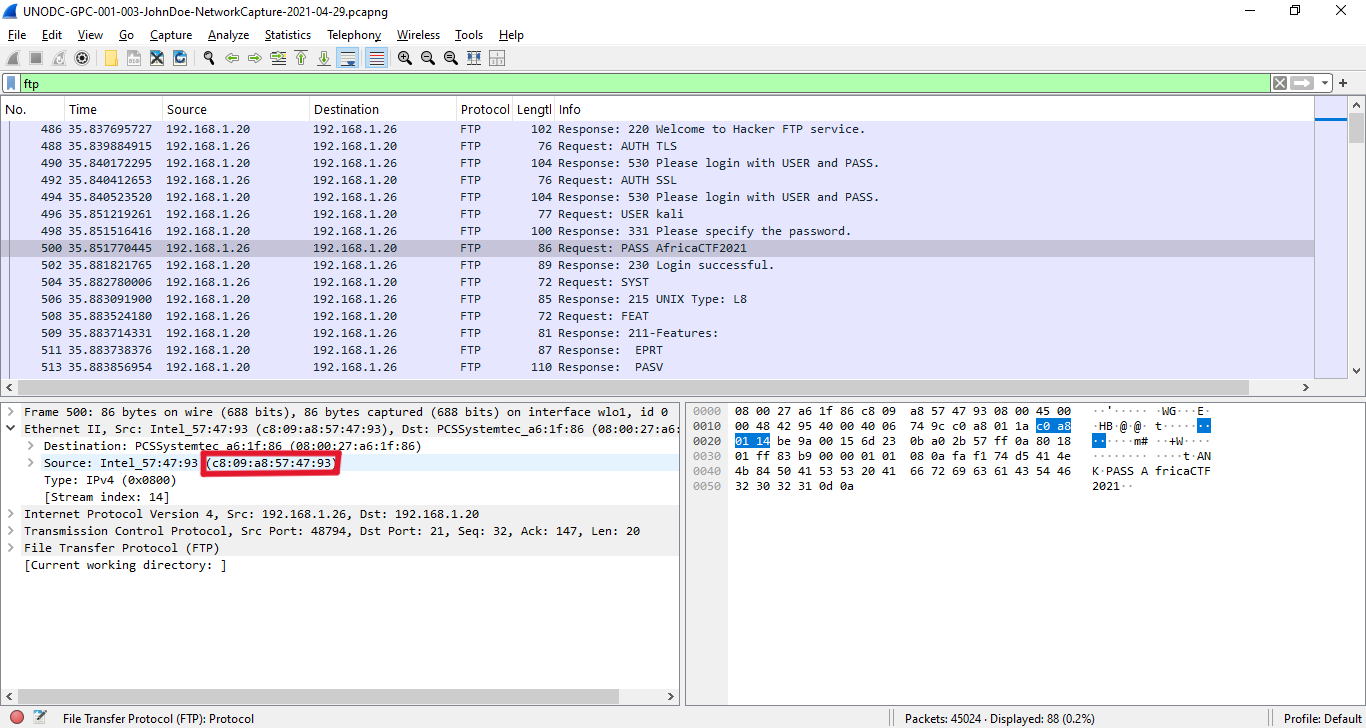 UNODC-GPC-001-003-JohnDoe-NetworkCapture-2021-04-29.pcapng
File Edit View Go Capture Analyze Statistics Telephony Wireless Tools Help
ftp
No. Time Source Destination Protocol Lengtl Info
486 35.837695727 192.168.1.20 192.168.1.26 FTP 102 Response: 220 Welcome to Hacker FTP service.
488 35.839884915 192.168.1.26 192.168.1.20 FTP 76 Request: AUTH TLS
490 35.840172295 192.168.1.20 192.168.1.26 FTP 104 Response: 530 Please login with USER and PASS.
492 35.840412653 192.168.1.26 192.168.1.20 FTP 76 Request: AUTH SSL
494 35.840523520 192.168.1.20 192.168.1.26 FTP 104 Response: 530 Please login with USER and PASS.
496 35.851219261 192.168.1.26 192.168.1.20 FTP 77 Request: USER kali
498 35.851516416 192.168.1.20 192.168.1.26 FTP 100 Response: 331 Please specify the password.
500 35.851770445 192.168.1.26 192.168.1.20 FTP 86 Request: PASS AfricaCTF2021
502 35.881821765 192.168.1.20 192.168.1.26 FTP 89 Response: 230 Login successful.
504 35.882780006 192.168.1.26 192.168.1.20 FTP 72 Request: SYST
506 35.883091900 192.168.1.20 192.168.1.26 FTP 85 Response: 215 UNIX Type: L8
508 35.883524180 192.168.1.26 192.168.1.20 FTP 72 Request: FEAT
509 35.883714331 192.168.1.20 192.168.1.26 FTP 81 Response: 211-Features:
511 35.883738376 192.168.1.20 192.168.1.26 FTP 87 Response: EPRT
513 35.883856954 192.168.1.20 192.168.1.26 FTP 110 Response: PASV
Frame 500: 86 bytes on wire (688 bits), 86 bytes captured (688 bits) on interface wlo1, id 0
Ethernet II, Src: Intel_57:47:93 (c8:09:a8:57:47:93), Dst: PCSSystemtec_a6:1f:86 (08:00:27:a6:
Destination: PCSSystemtec_a6:1f:86 (08:00:27:a6:1f:86)
Source: Intel_57:47:93 (c8:09:a8:57:47:93)
Type: IPv4 (0x0800)
[Stream index: 14]
Internet Protocol Version 4, Src: 192.168.1.26, Dst: 192.168.1.20
Transmission Control Protocol, Src Port: 48794, Dst Port: 21, Seq: 32, Ack: 147, Len: 20
File Transfer Protocol (FTP)
[Current working directory: ]
0000 08 00 27 a6 1f 86 c8 09 a8 57 47 93 08 00 45 00 ··'····· ·WG···E·
0010 00 48 42 95 40 00 40 06 74 9c c0 a8 01 1a c0 a8 ·HB·@·@· t·······
0020 01 14 be 9a 00 15 6d 23 0b a0 2b 57 ff 0a 80 18 ······m# ··+W····
0030 01 ff 83 b9 00 00 01 01 08 0a fa f1 74 d5 41 4e ········ ····t·AN
0040 4b 84 50 41 53 53 20 41 66 72 69 63 61 43 54 46 K·PASS A fricaCTF
0050 32 30 32 31 0d 0a 2021··
File Transfer Protocol (FTP): Protocol
Packets: 45024 · Displayed: 88 (0.2%)
Profile: Default